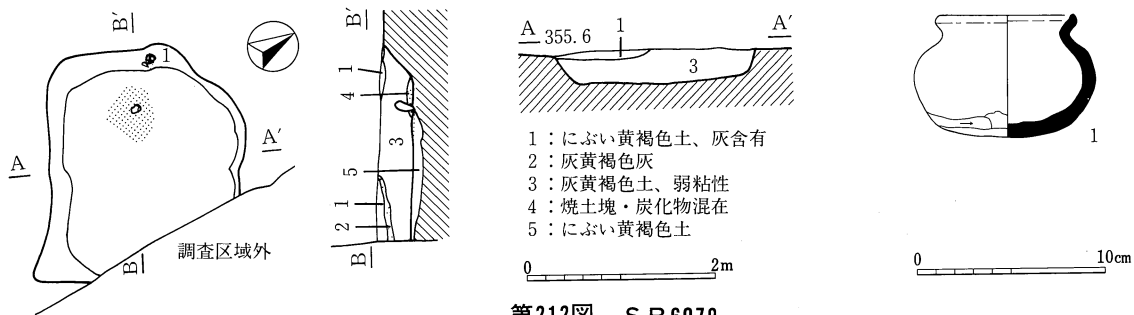 B′
1
A
A′
B
調査区域外
B′
1
4
3
5
1
2
B
A 355.6
1
A′
3
1：にぶい黄褐色土、灰含有
2：灰黄褐色灰
3：灰黄褐色土、弱粘性
4：焼土塊・炭化物混在
5：にぶい黄褐色土
0 2m
1
0 10cm